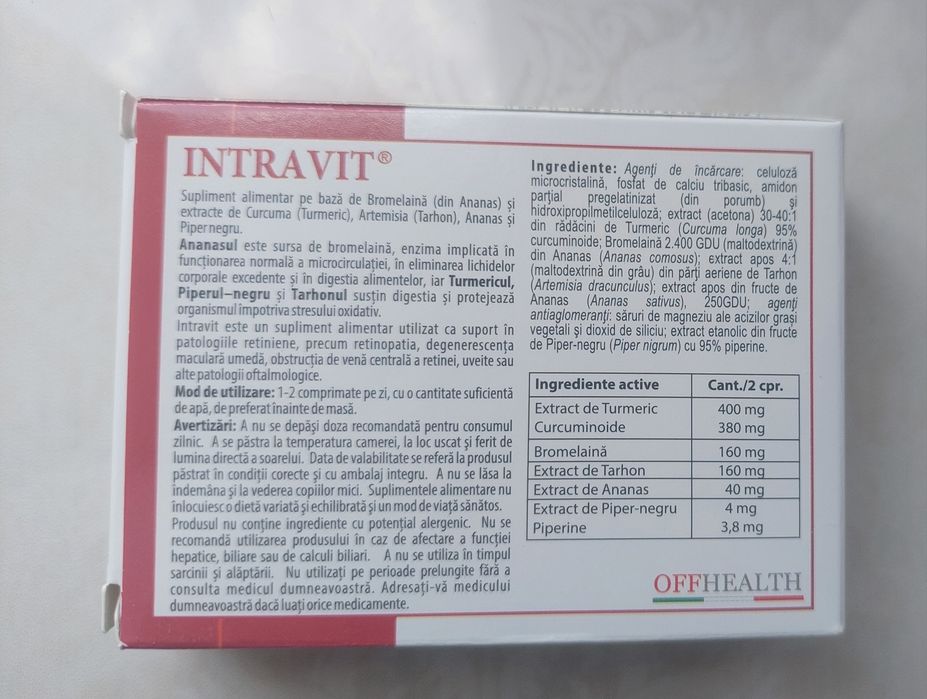 INTRAVIT®
Supliment alimentar pe bază de Bromelaină (din Ananas) și
extracte de Curcuma (Turmeric), Artemisia (Tarhon), Ananas și
Piper negru.
Ananasul este sursa de bromelaină, enzima implicată în
funcționarea normală a microcirculației, în eliminarea lichidelor
corporale excedente și în digestia alimentelor, iar Turmericul,
Piperul–negru și Tarhonul susțin digestia și protejează
organismul împotriva stresului oxidativ.
Intravit este un supliment alimentar utilizat ca suport în
patologiile retiniene, precum retinopatia, degenerescența
maculară umedă, obstrucția de venă centrală a retinei, uveite sau
alte patologii oftalmologice.
Mod de utilizare: 1-2 comprimate pe zi, cu o cantitate suficientă
de apă, de preferat înainte de masă.
Avertizări: A nu se depăși doza recomandată pentru consumul
zilnic. A se păstra la temperatura camerei, la loc uscat și ferit de
lumina directă a soarelui. Data de valabilitate se referă la produsul
păstrat în condiții corecte și cu ambalaj integru. A nu se lăsa la
îndemâna și la vederea copiilor mici. Suplimentele alimentare nu
înlocuiesc o dietă variată și echilibrată și un mod de viață sănătos.
Produsul nu conține ingrediente cu potențial alergenic. Nu se
recomandă utilizarea produsului în caz de afectare a funcției
hepatice, biliare sau de calculi biliari. A nu se utiliza în timpul
sarcinii și alăptării. Nu utilizați pe perioade prelungite fără a
consulta medicul dumneavoastră. Adresați-vă medicului
dumneavoastră dacă luați orice medicamente.
Ingrediente: Agenți de încărcare: celuloză
microcristalină, fosfat de calciu tribasic, amidon
parțial pregelatinizat (din porumb) și
hidroxipropilmetilceluloză; extract (acetona) 30-40:1
din rădăcini de Turmeric (Curcuma longa) 95%
curcuminoide; Bromelaină 2.400 GDU (maltodextrină)
din Ananas (Ananas comosus); extract apos 4:1
(maltodextrină din grâu) din părți aeriene de Tarhon
(Artemisia dracunculus); extract apos din fructe de
Ananas (Ananas sativus), 250GDU; agenți
antiaglomeranți: săruri de magneziu ale acizilor grași
vegetali și dioxid de siliciu; extract etanolic din fructe
de Piper-negru (Piper nigrum) cu 95% piperine.
Ingrediente active Cant./2 cpr.
Extract de Turmeric 400 mg
Curcuminoide 380 mg
Bromelaină 160 mg
Extract de Tarhon 160 mg
Extract de Ananas 40 mg
Extract de Piper-negru 4 mg
Piperine 3,8 mg
OFFHEALTH